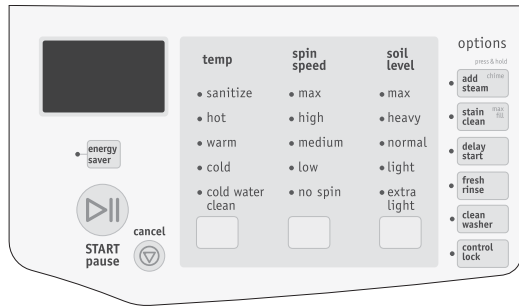 options
press & hold
temp
spin
speed
soil
level
add
steam
chime
• sanitize
• max
• max
stain
clean
max
fill
• hot
• high
• heavy
• warm
• medium
• normal
delay
start
energy
saver
• cold
• low
• light
fresh
rinse
• cold water
clean
• no spin
• extra
light
clean
washer
START
pause
cancel
control
lock